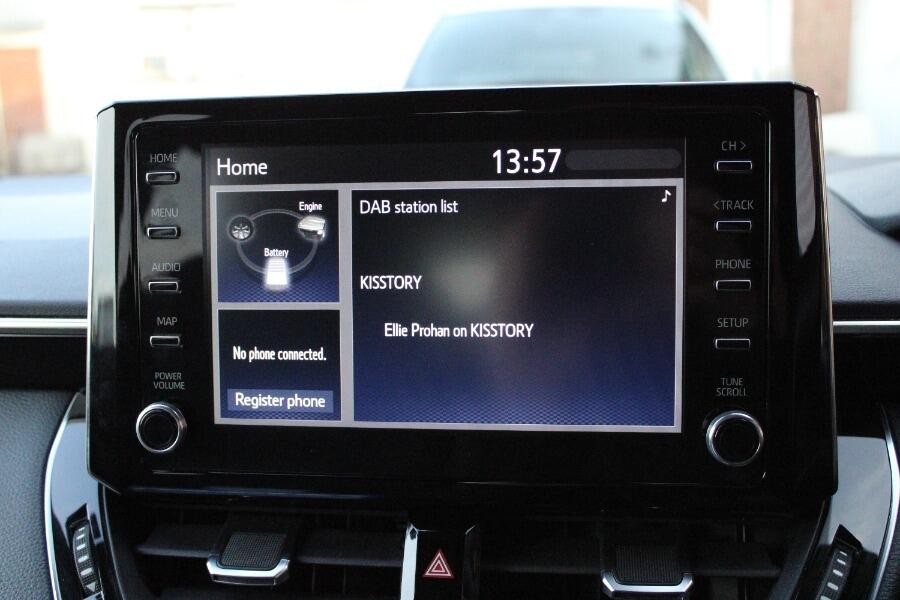 HOME
MENU
AUDIO
MAP
POWER
VOLUME
Home
13:57
Engine
Battery
No phone connected.
Register phone
DAB station list
KISSTORY
Ellie Prohan on KISSTORY
CH >
< TRACK
PHONE
SETUP
TUNE
SCROLL